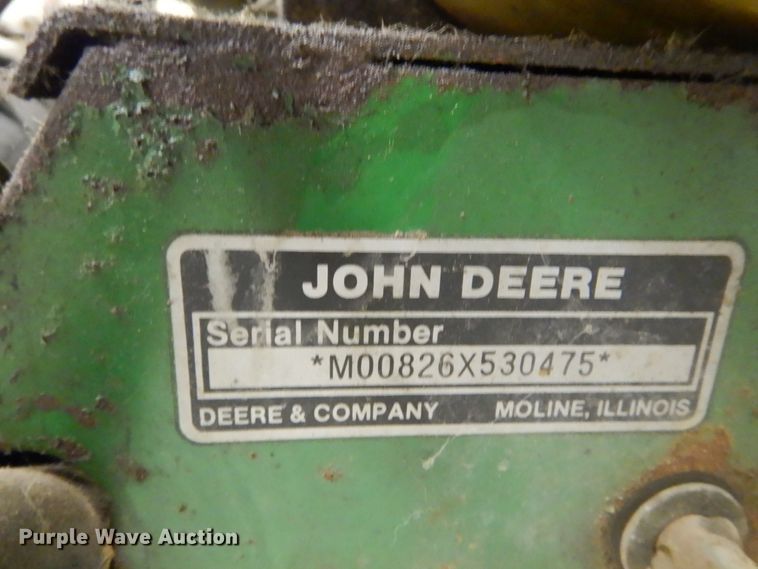 JOHN DEERE
Serial Number
*M00826X530475*
DEERE & COMPANY MOLINE, ILLINOIS
Purple Wave Auction